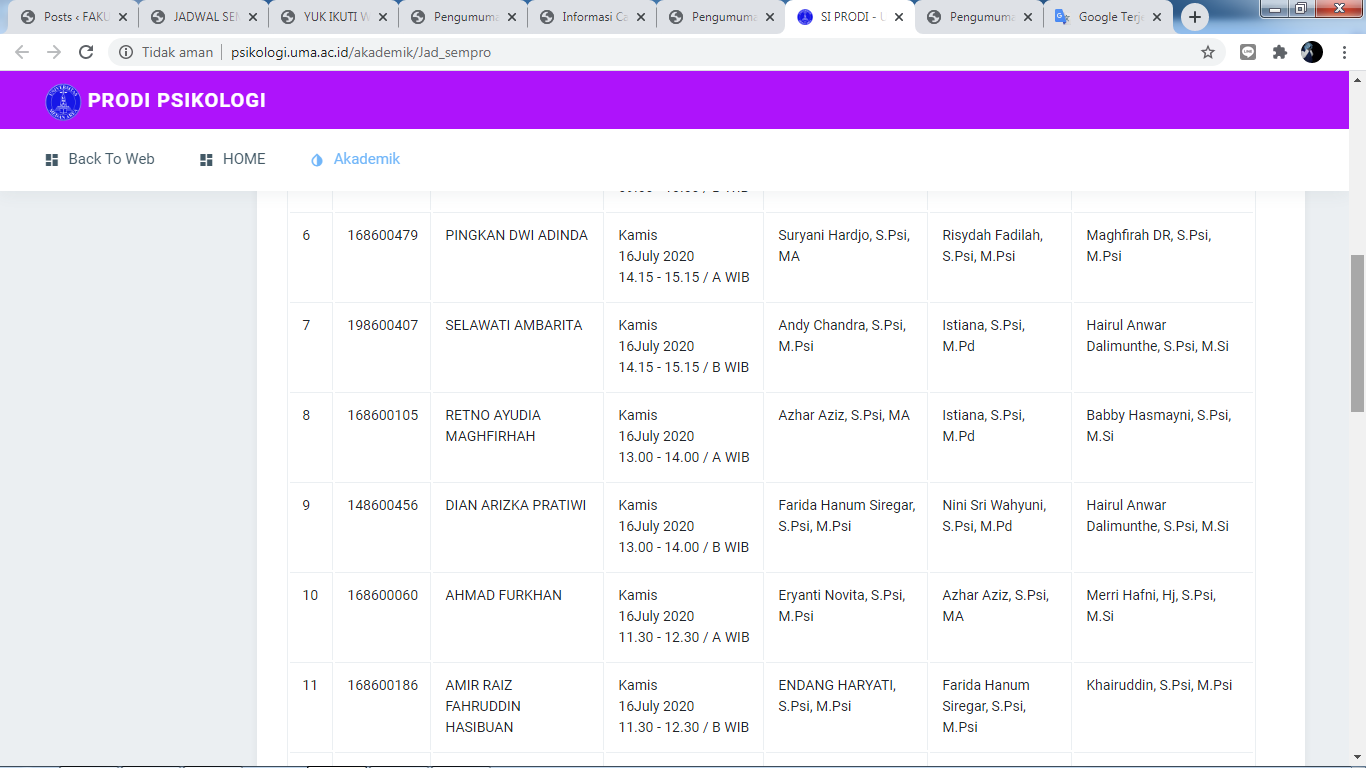 Posts ‹ FAKU
JADWAL SEM
YUK IKUTI W
Pengumuma
Informasi Ca
Pengumuma
SI PRODI - U
Pengumuma
Google Terje
Tidak aman
psikologi.uma.ac.id/akademik/Jad_sempro
PRODI PSIKOLOGI
Back To Web
HOME
Akademik
6
168600479
PINGKAN DWI ADINDA
Kamis
16July 2020
14.15 - 15.15 / A WIB
Suryani Hardjo, S.Psi,
MA
Risydah Fadilah,
S.Psi, M.Psi
Maghfirah DR, S.Psi,
M.Psi
7
198600407
SELAWATI AMBARITA
Kamis
16July 2020
14.15 - 15.15 / B WIB
Andy Chandra, S.Psi,
M.Psi
Istiana, S.Psi,
M.Pd
Hairul Anwar
Dalimunthe, S.Psi, M.Si
8
168600105
RETNO AYUDIA
MAGHFIRHAH
Kamis
16July 2020
13.00 - 14.00 / A WIB
Azhar Aziz, S.Psi, MA
Istiana, S.Psi,
M.Pd
Babby Hasmayni, S.Psi,
M.Si
9
148600456
DIAN ARIZKA PRATIWI
Kamis
16July 2020
13.00 - 14.00 / B WIB
Farida Hanum Siregar,
S.Psi, M.Psi
Nini Sri Wahyuni,
S.Psi, M.Pd
Hairul Anwar
Dalimunthe, S.Psi, M.Si
10
168600060
AHMAD FURKHAN
Kamis
16July 2020
11.30 - 12.30 / A WIB
Eryanti Novita, S.Psi,
M.Psi
Azhar Aziz, S.Psi,
MA
Merri Hafni, Hj, S.Psi,
M.Si
11
168600186
AMIR RAIZ
FAHRUDDIN
HASIBUAN
Kamis
16July 2020
11.30 - 12.30 / B WIB
ENDANG HARYATI,
S.Psi, M.Psi
Farida Hanum
Siregar, S.Psi,
M.Psi
Khairuddin, S.Psi, M.Psi